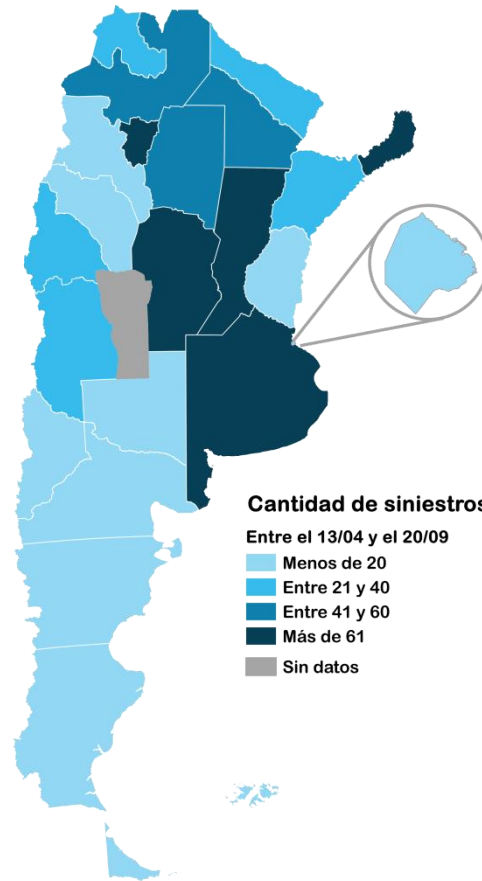 Cantidad de siniestros
Entre el 13/04 y el 20/09
Menos de 20
Entre 21 y 40
Entre 41 y 60
Más de 61
Sin datos